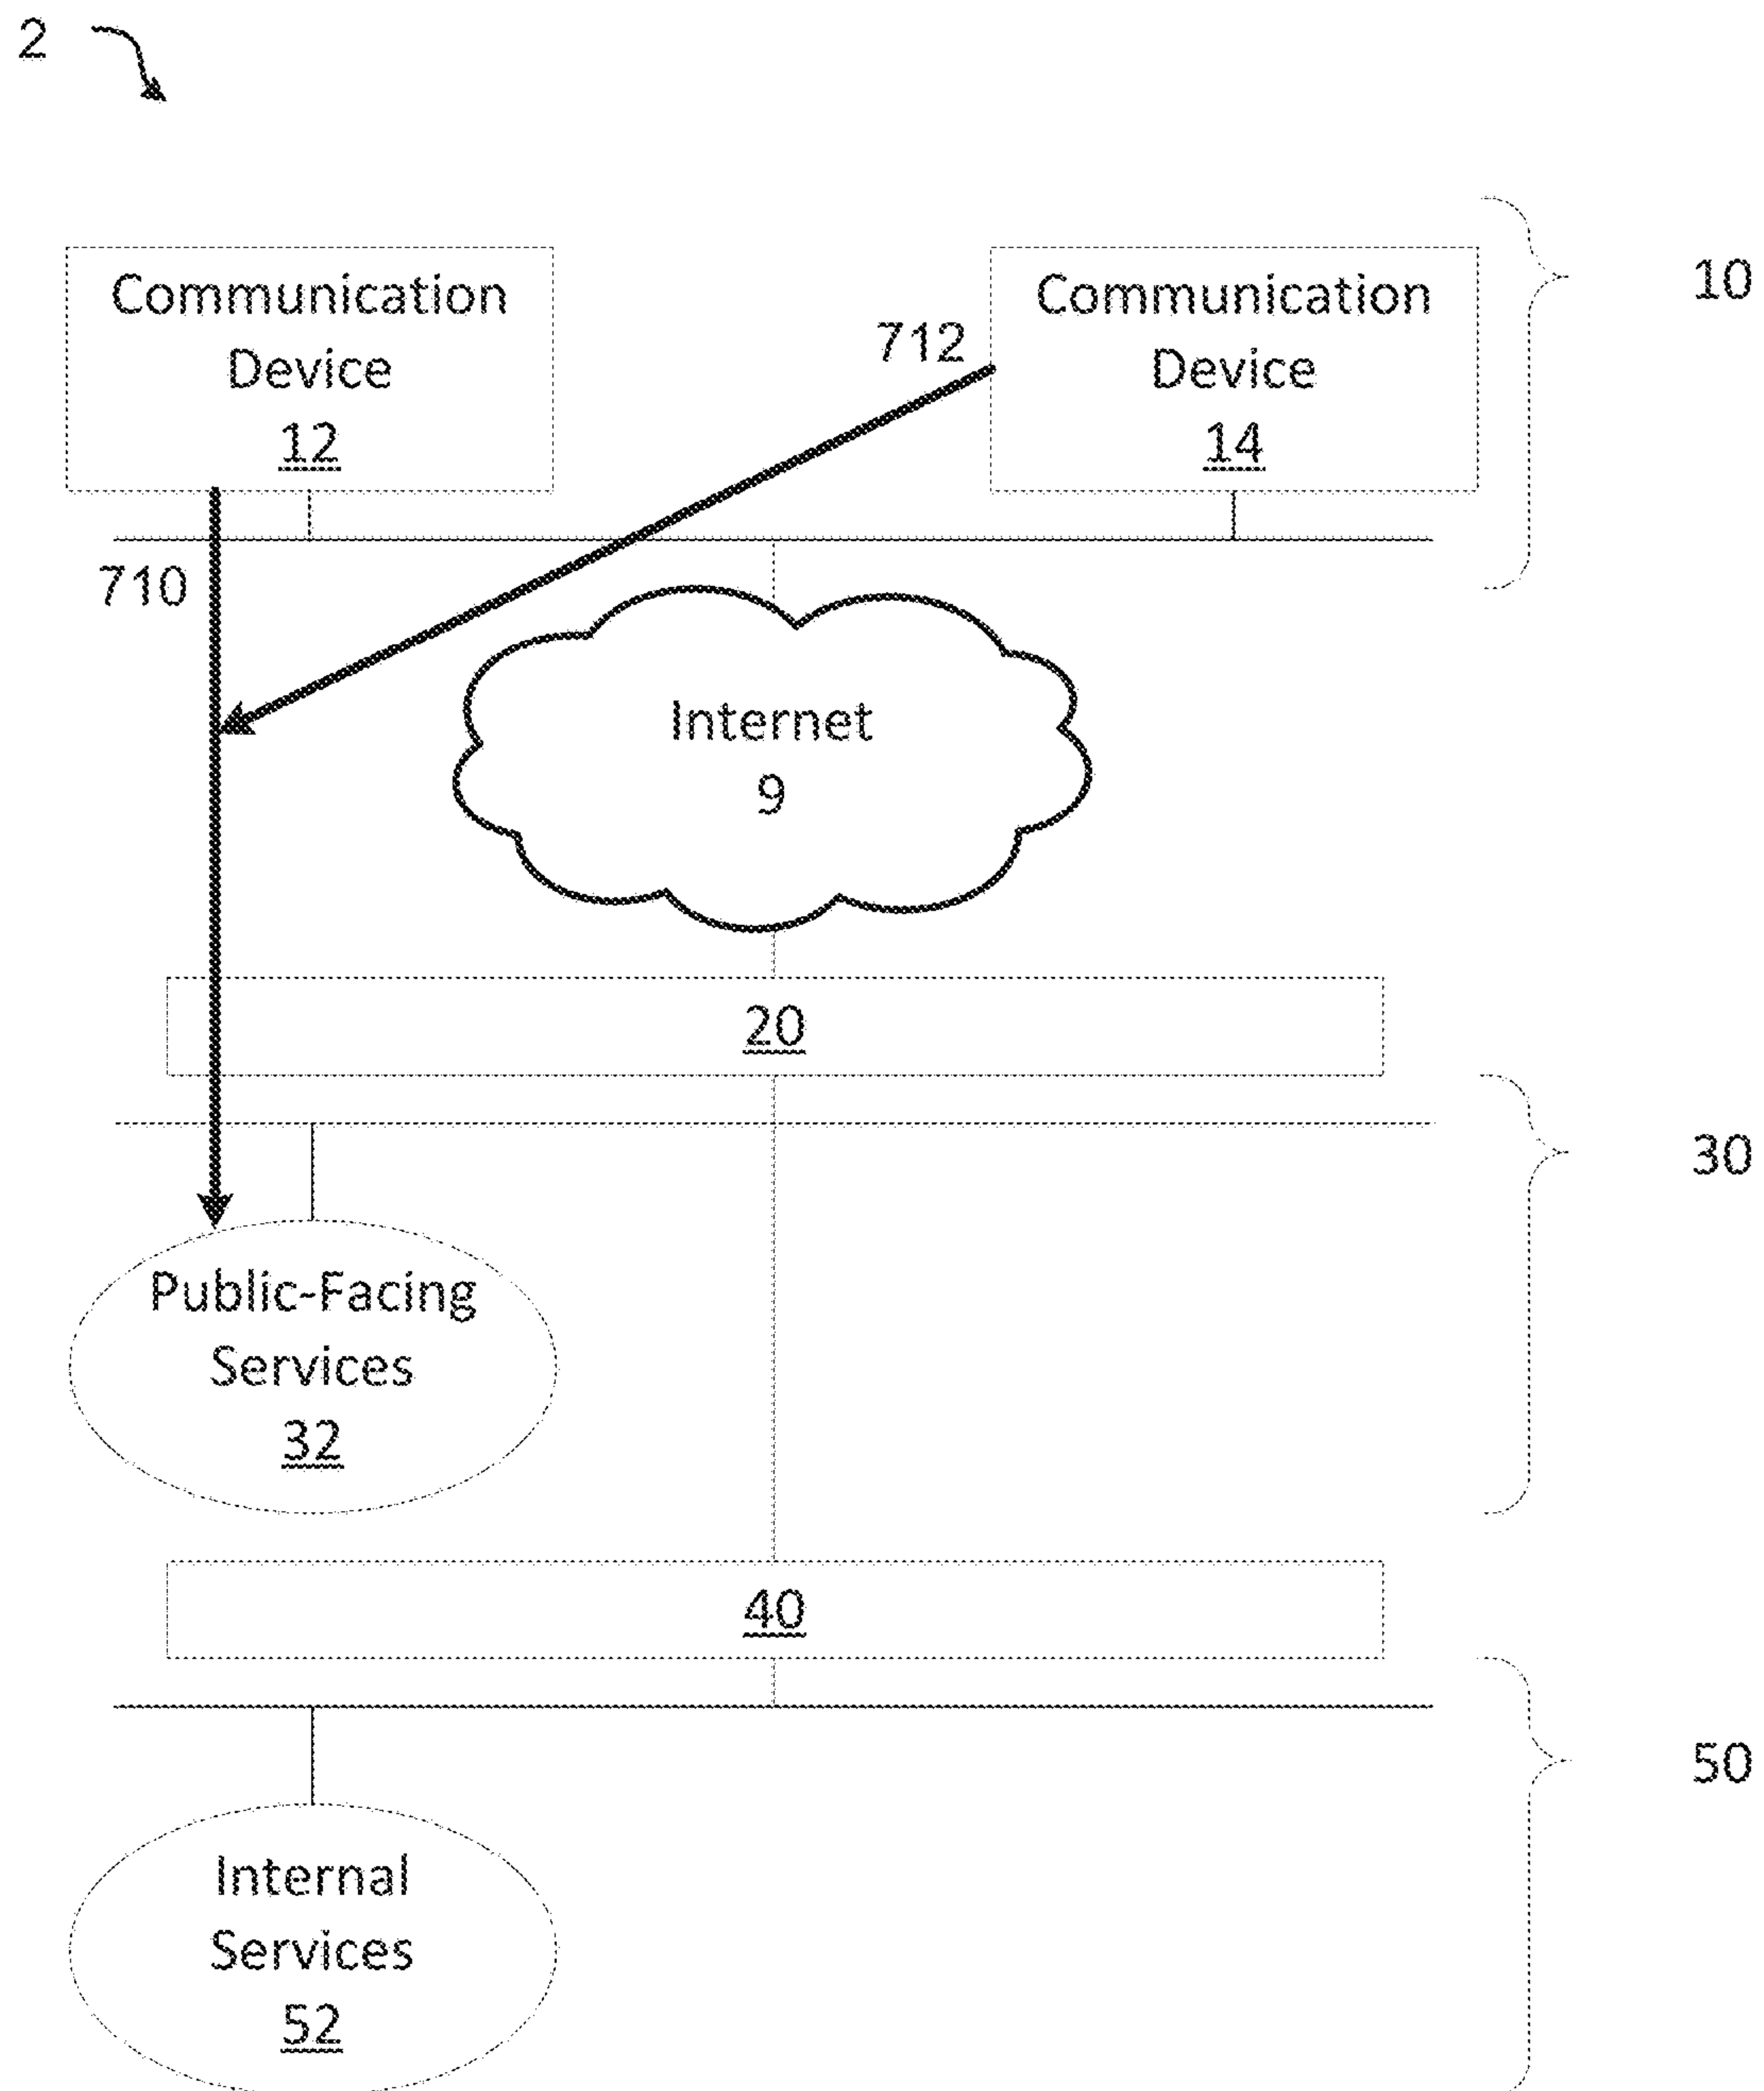 2
Communication
Device
12
712
Communication
Device
14
10
710
Internet
9
20
30
Public-Facing
Services
32
40
50
Internal
Services
52